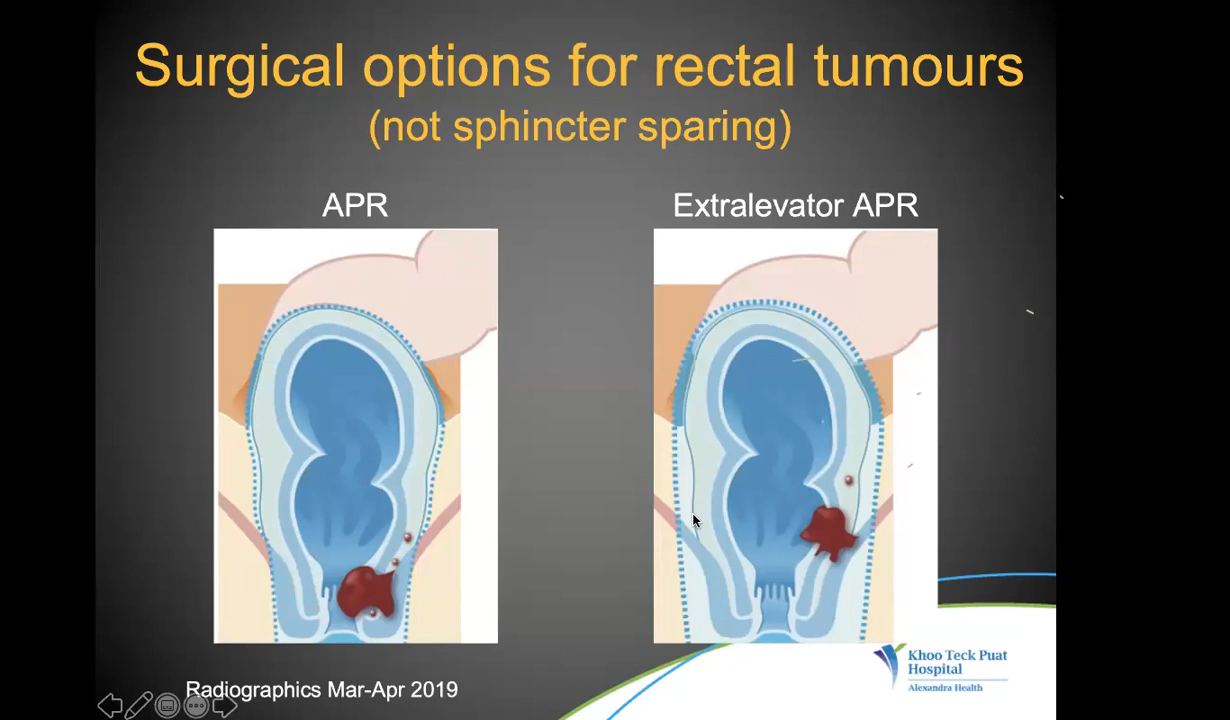 Surgical options for rectal tumours
(not sphincter sparing)
APR
Extralevator APR
Radiographics Mar-Apr 2019
Khoo Teck Puat
Hospital
Alexandra Health